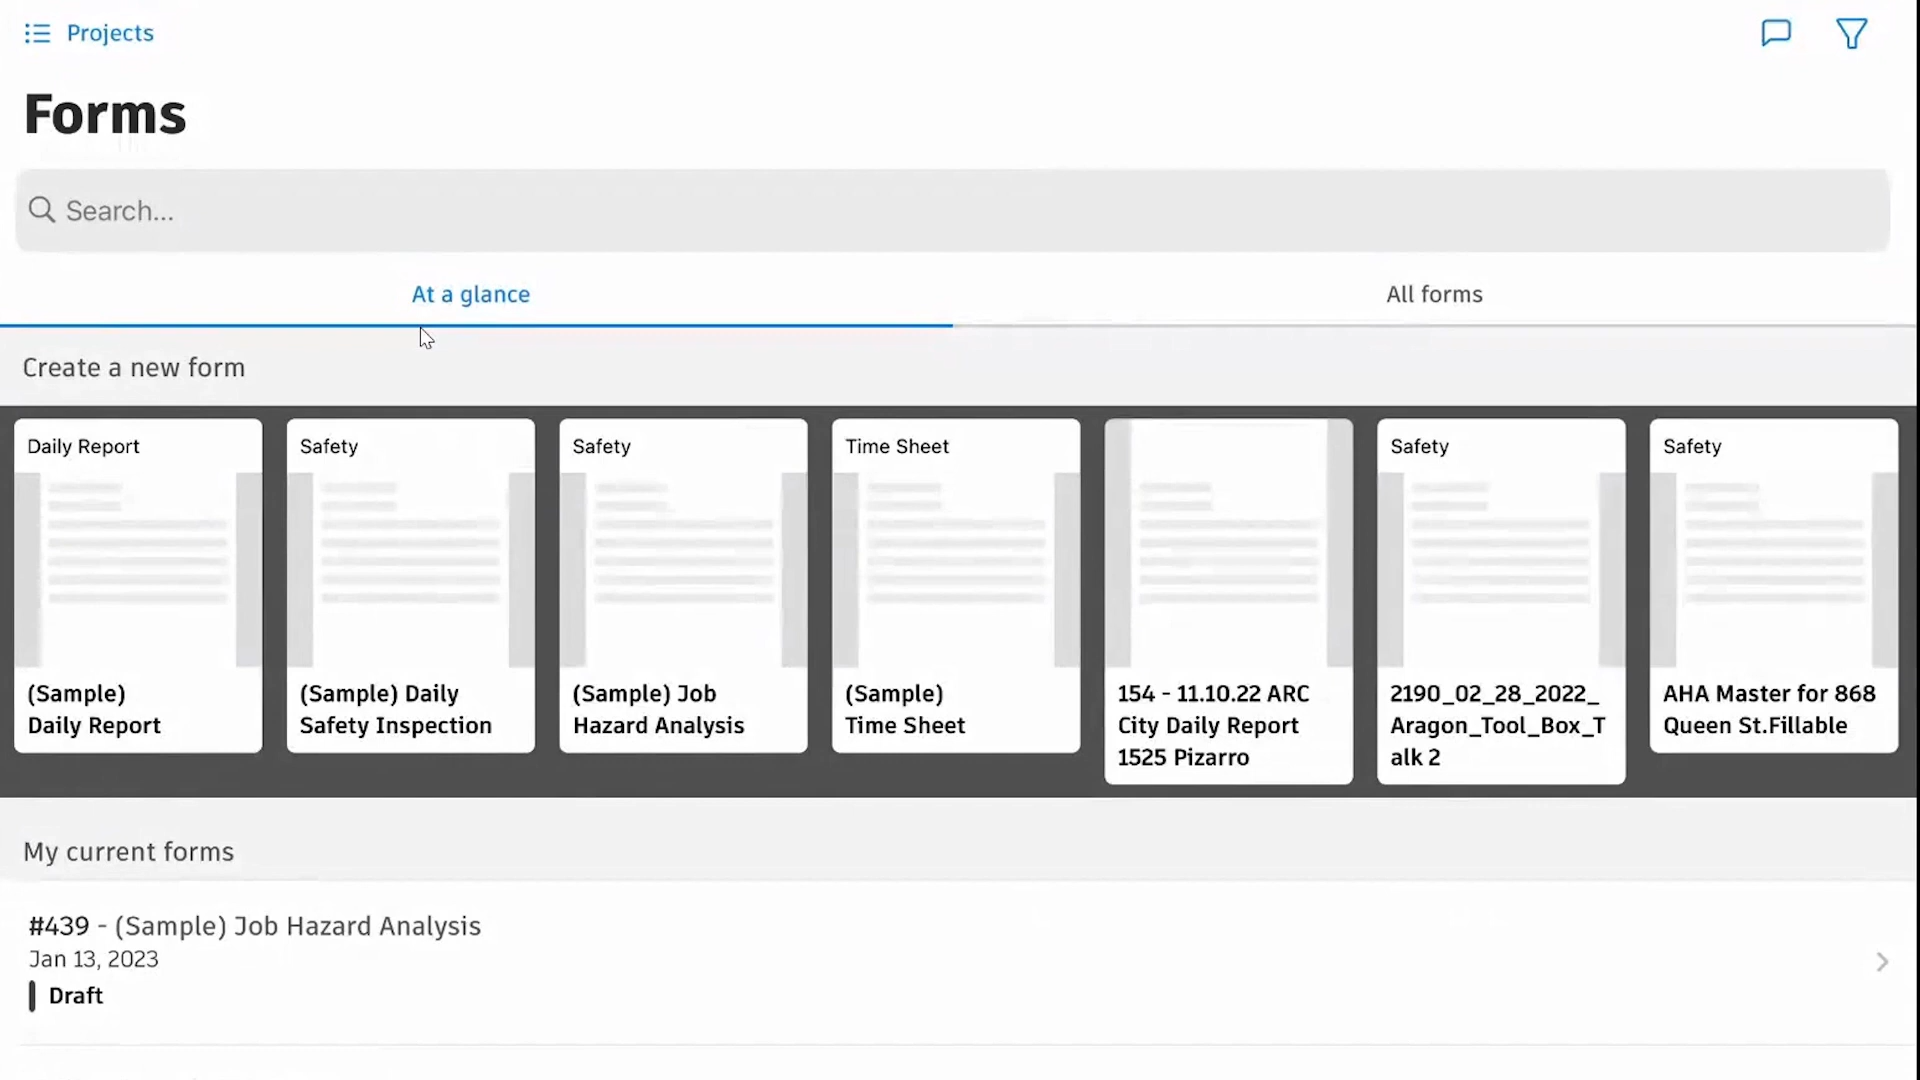 Projects
Forms
Search...
At a glance
All forms
Create a new form
Daily Report
(Sample)
Daily Report
Safety
(Sample) Daily
Safety Inspection
Safety
(Sample) Job
Hazard Analysis
Time Sheet
(Sample)
Time Sheet
154 - 11.10.22 ARC
City Daily Report
1525 Pizarro
Safety
2190_02_28_2022_
Aragon_Tool_Box_T
alk 2
Safety
AHA Master for 868
Queen St.Fillable
My current forms
#439 - (Sample) Job Hazard Analysis
Jan 13, 2023
Draft